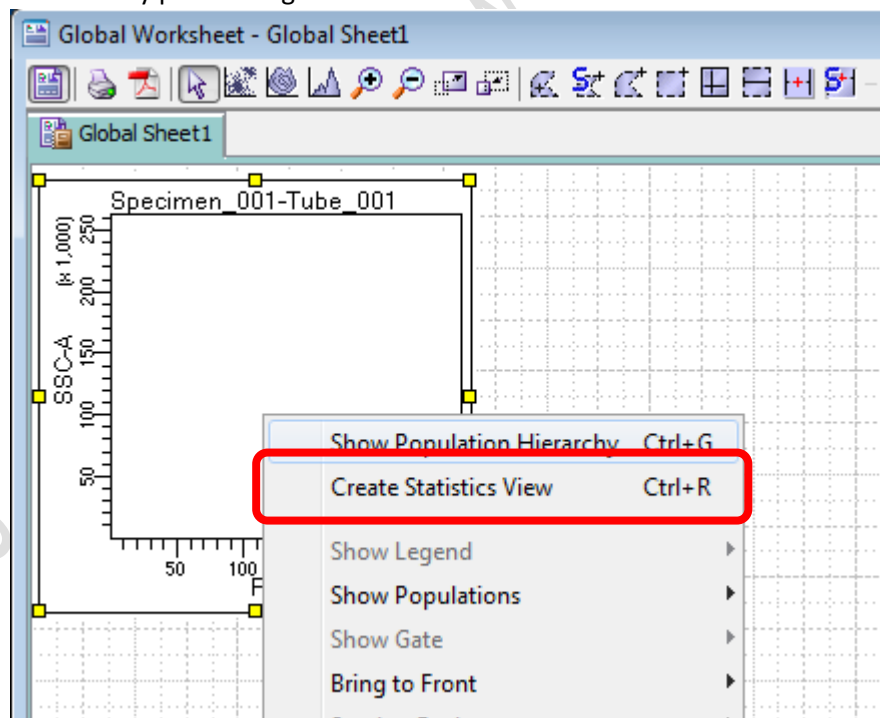 Global Worksheet - Global Sheet1
Global Sheet1
Specimen_001-Tube_001
(x 1,000)
SSC-A
250
200
150
100
50
50 100
F
Show Population Hierarchy Ctrl+G
Create Statistics View Ctrl+R
Show Legend
Show Populations
Show Gate
Bring to Front